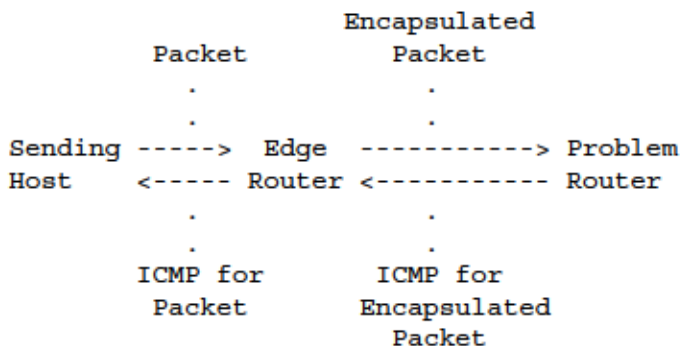 Encapsulated
Packet Packet
. .
. .
Sending -----> Edge -----------> Problem
Host <----- Router <----------- Router
. .
. .
ICMP for ICMP for
Packet Encapsulated
Packet